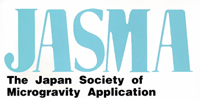 JASMA
The Japan Society of
Microgravity Application